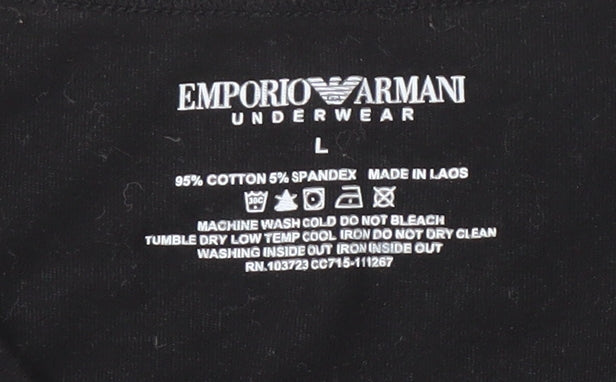 EMPORIO ARMANI
UNDERWEAR
L
95% COTTON 5% SPANDEX MADE IN LAOS
30C
MACHINE WASH COLD DO NOT BLEACH
TUMBLE DRY LOW TEMP COOL IRON DO NOT DRY CLEAN
WASHING INSIDE OUT IRON INSIDE OUT
RN.103723 CC715-111267